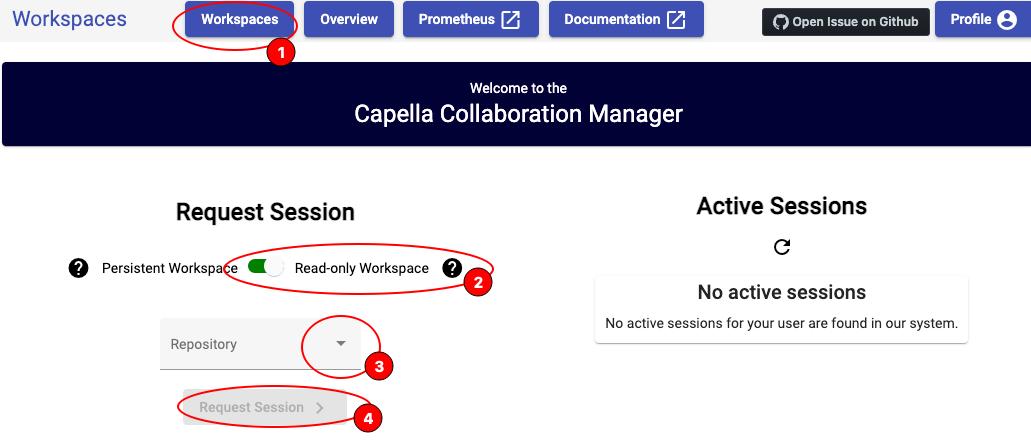 Workspaces
Workspaces
Overview
Prometheus
Documentation
Open Issue on Github
Profile
1
Welcome to the
Capella Collaboration Manager
Request Session
? Persistent Workspace Read-only Workspace ?
2
Repository
3
Request Session
4
Active Sessions
No active sessions
No active sessions for your user are found in our system.